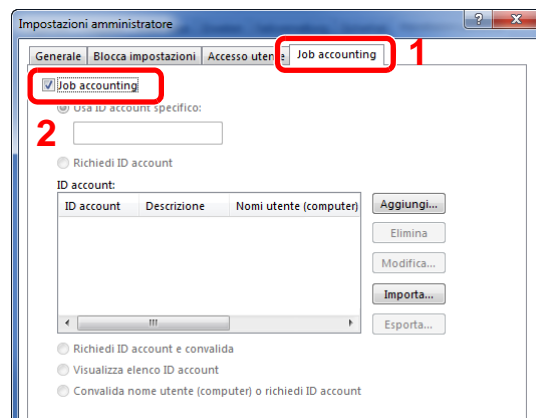 Impostazioni amministratore
?
X
Generale
Blocca impostazioni
Accesso utente
Job accounting
1
Job accounting
2
Usa ID account specifico:
Richiedi ID account
ID account:
ID account
Descrizione
Nomi utente (computer)
Aggiungi...
Elimina
Modifica...
Importa...
Esporta...
Richiedi ID account e convalida
Visualizza elenco ID account
Convalida nome utente (computer) o richiedi ID account